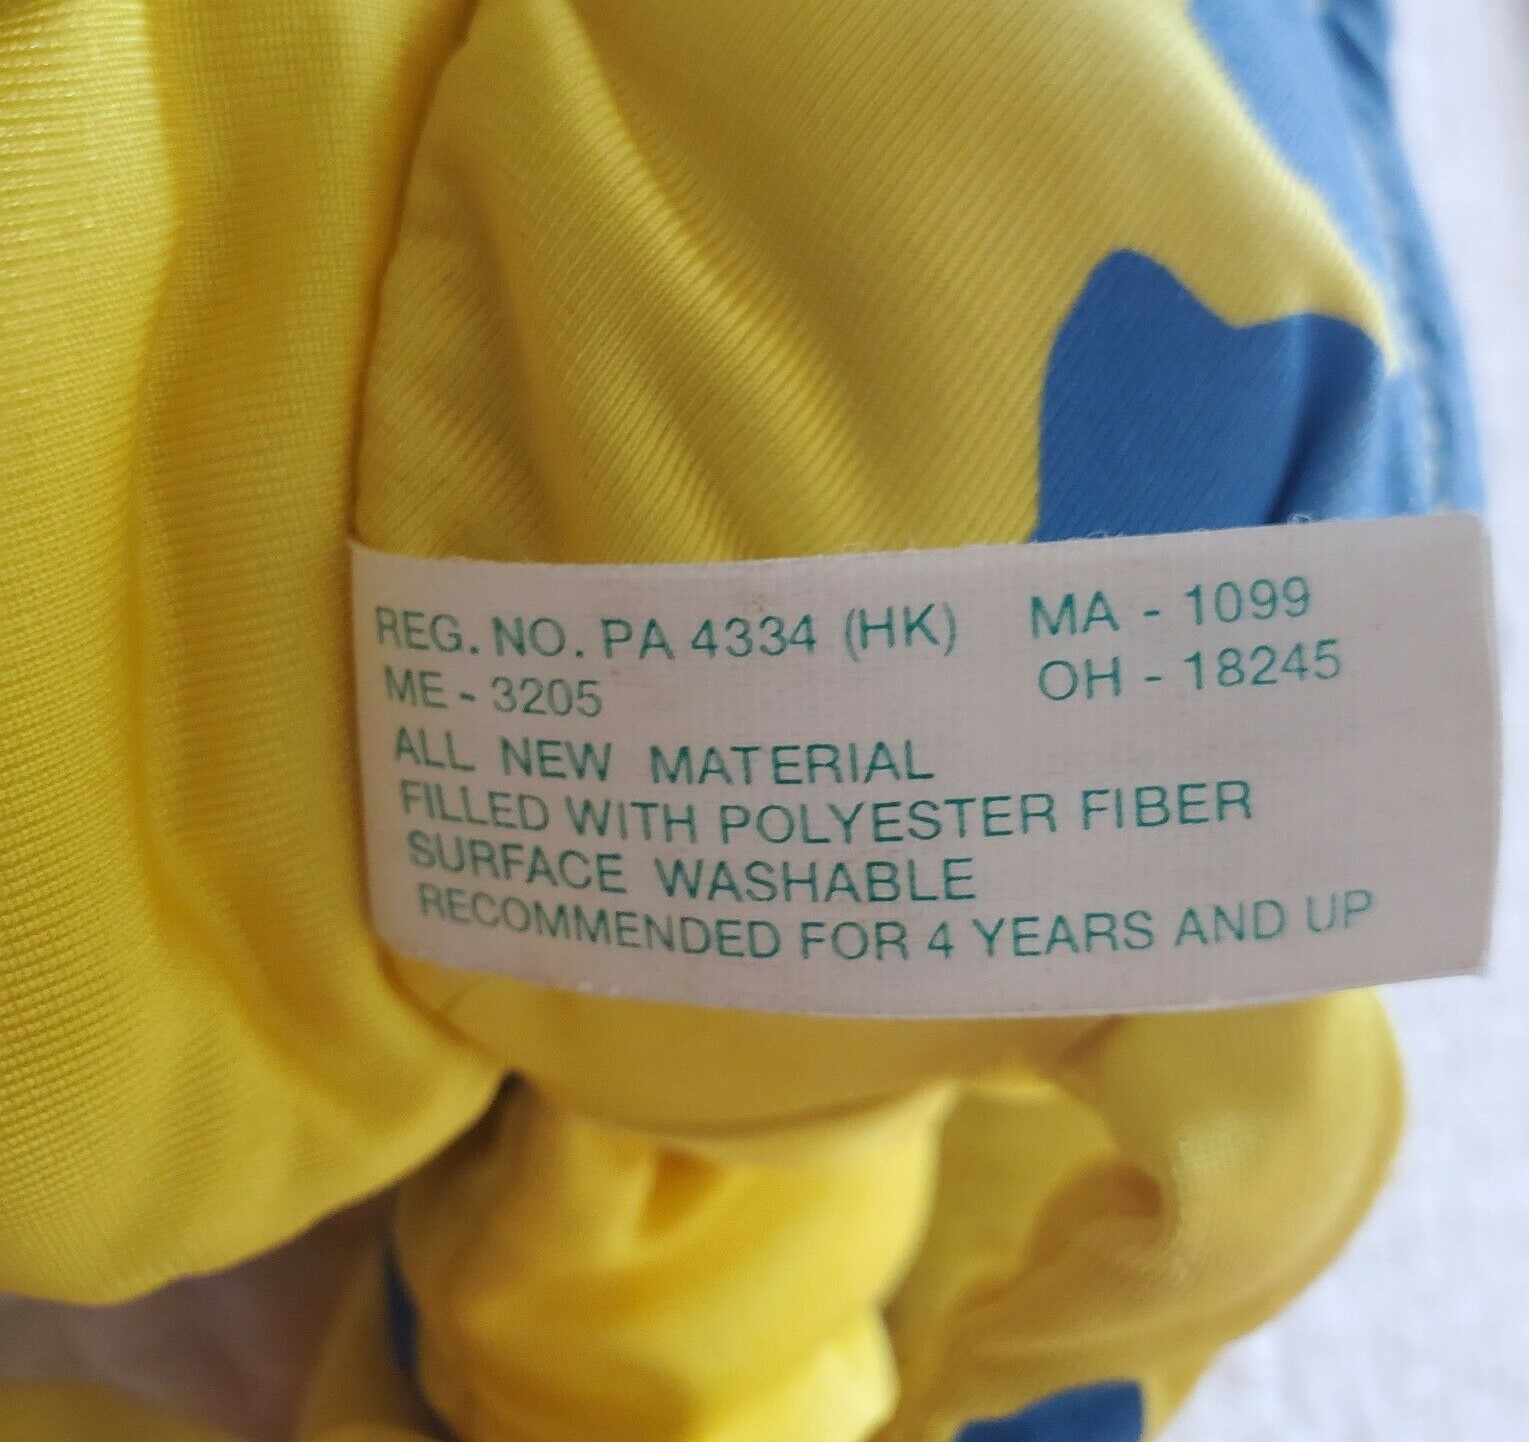 REG. NO. PA 4334 (HK) MA - 1099
ME - 3205 OH - 18245
ALL NEW MATERIAL
FILLED WITH POLYESTER FIBER
SURFACE WASHABLE
RECOMMENDED FOR 4 YEARS AND UP